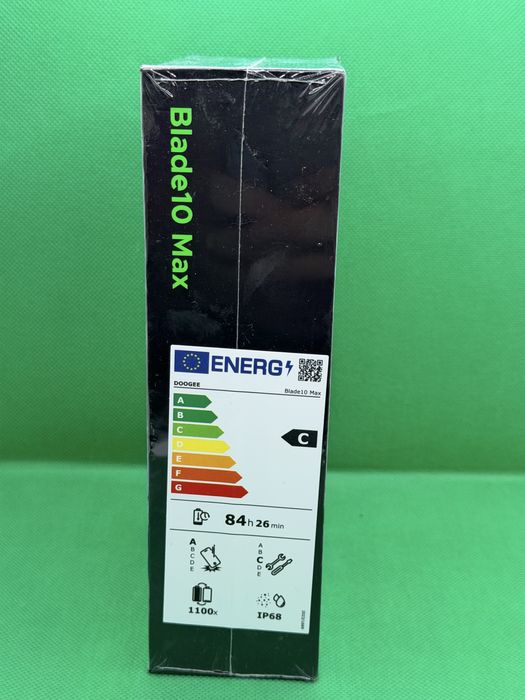 Blade10 Max
ENERG
DOOGEE
Blade10 Max
A
B
C
D
E
F
G
C
84h 26min
A
B
C
D
E
A
B
C
D
E
1100x
IP68